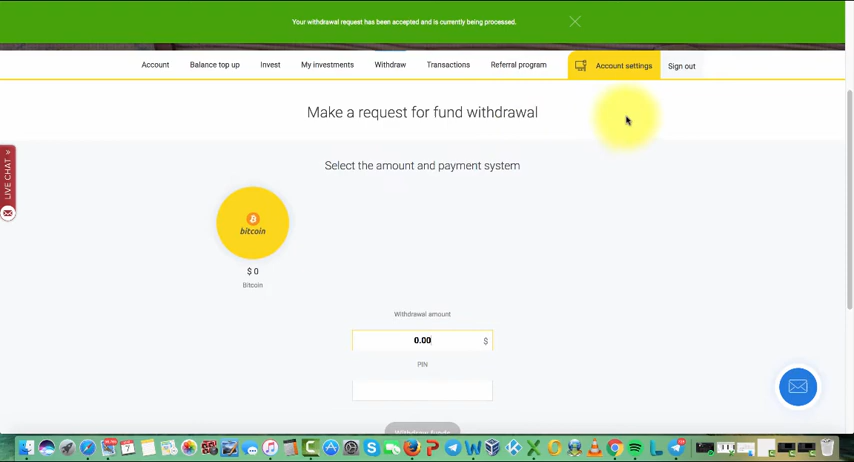 Your withdrawal request has been accepted and is currently being processed.
Account Balance top up Invest My investments Withdraw Transactions Referral program Account settings Sign out
Make a request for fund withdrawal
LIVE CHAT
Select the amount and payment system
bitcoin
$ 0
Bitcoin
Withdrawal amount
0.00 $
PIN
Withdraw funds